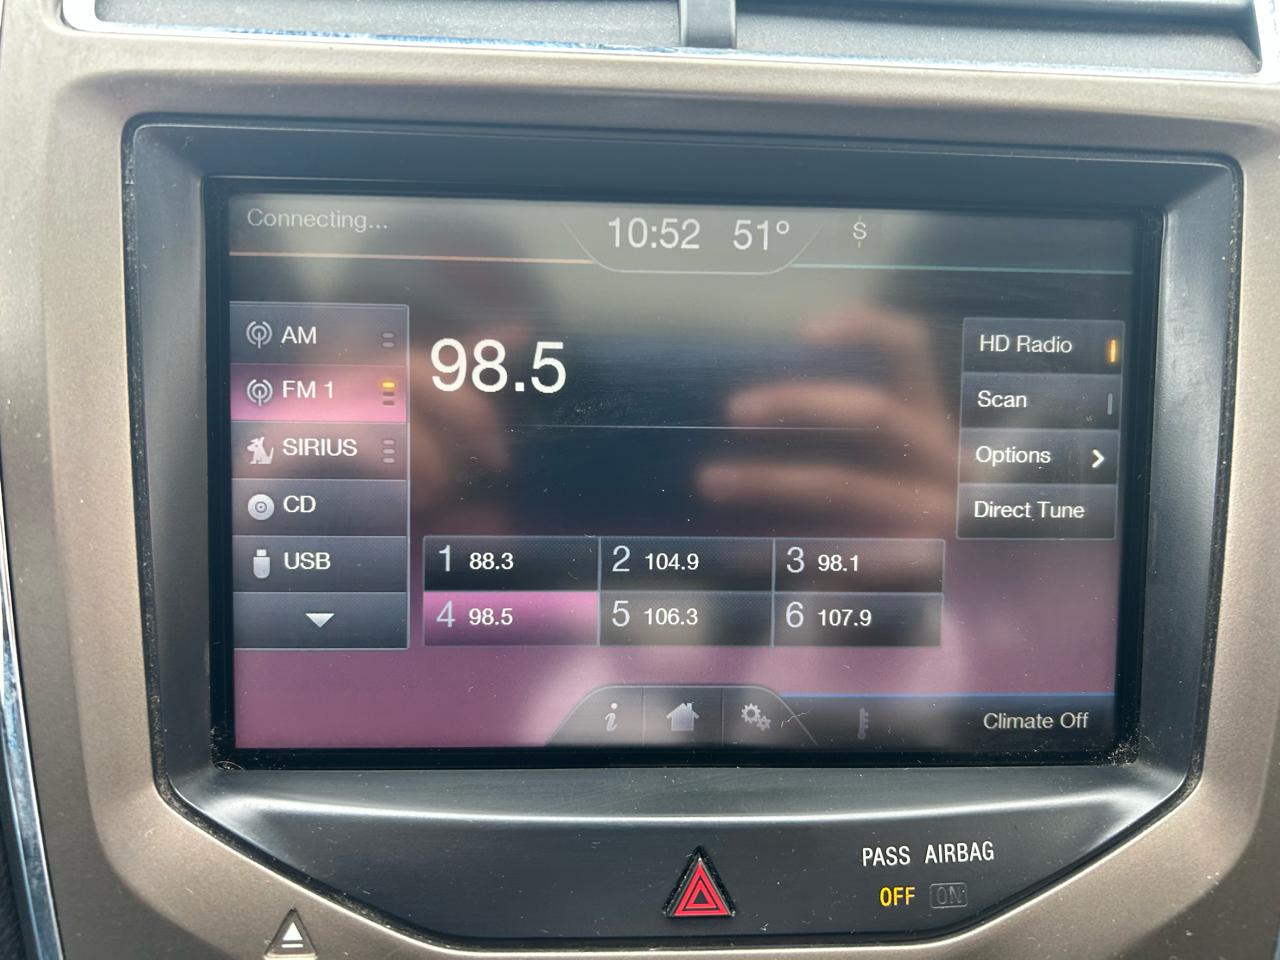 Connecting...
10:52 51° S
AM
FM 1
SIRIUS
CD
USB
98.5
HD Radio
Scan
Options
Direct Tune
1 88.3 2 104.9 3 98.1
4 98.5 5 106.3 6 107.9
i
Climate Off
PASS AIRBAG
OFF ON